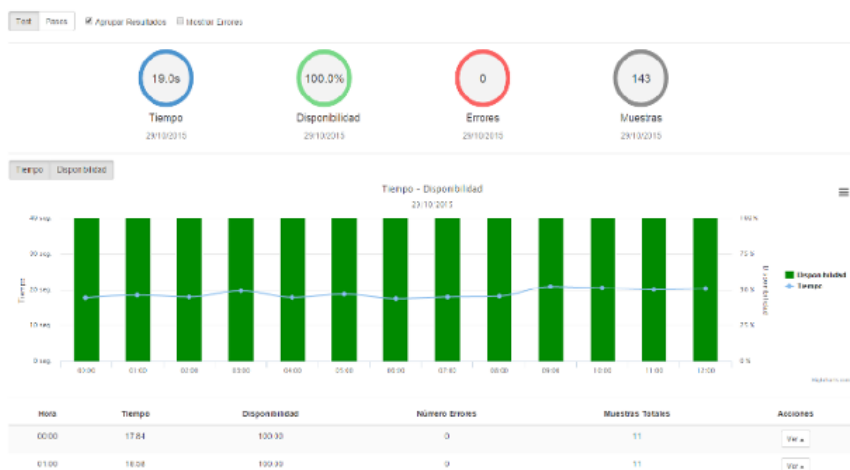 Test Pasos Agrupar Resultados Mostrar Errores
19.0s 100.0% 0 143
Tiempo Disponibilidad Errores Muestras
29/10/2015 29/10/2015 29/10/2015 29/10/2015
Tiempo Disponibilidad
Tiempo - Disponibilidad
29/10/2015
40 seg. 100 %
30 seg. 75 %
20 seg. 50 %
10 seg. 25 %
0 seg. 0 %
Tiempo
Disponibilidad
Disponibilidad
Tiempo
00:00 01:00 02:00 03:00 04:00 05:00 06:00 07:00 08:00 09:00 10:00 11:00 12:00
Highcharts.com
Hora Tiempo Disponibilidad Número Errores Muestras Totales Acciones
00:00 17.84 100.00 0 11 Ver
01:00 100.00 0 11 Ver